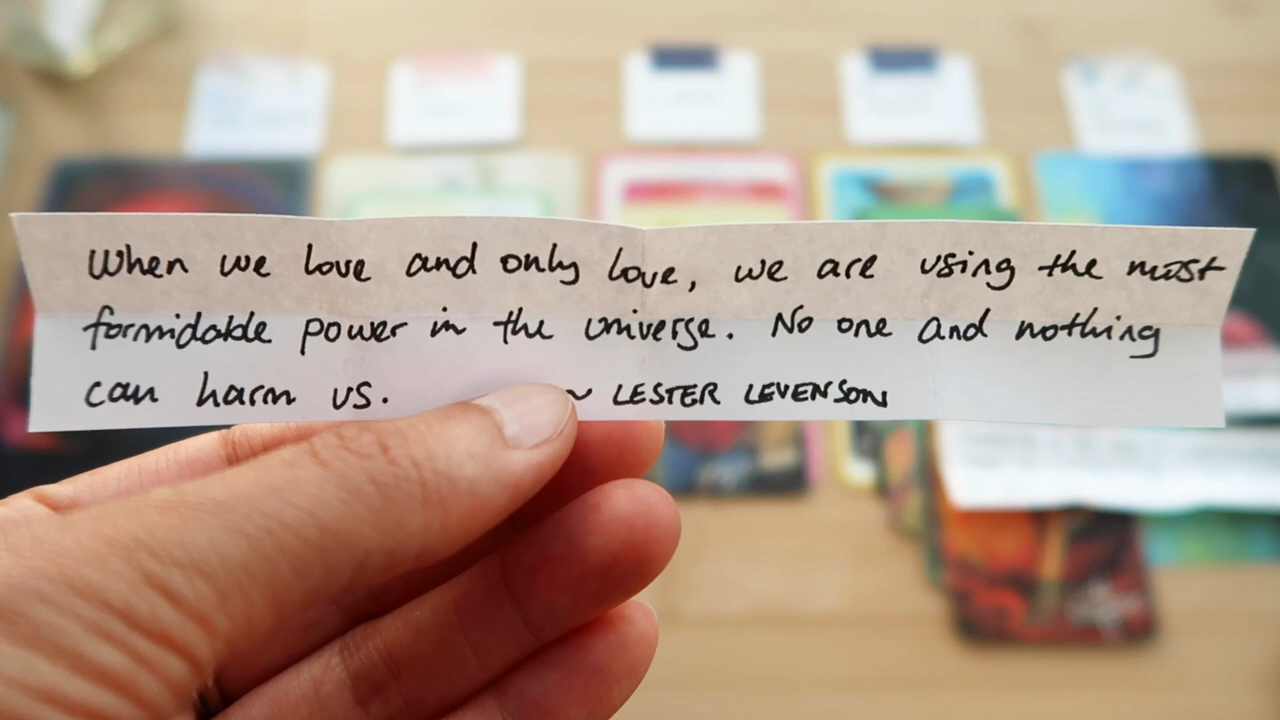 When we love and only love, we are using the most
formidable power in the universe. No one and nothing
can harm us. ~ LESTER LEVENSON